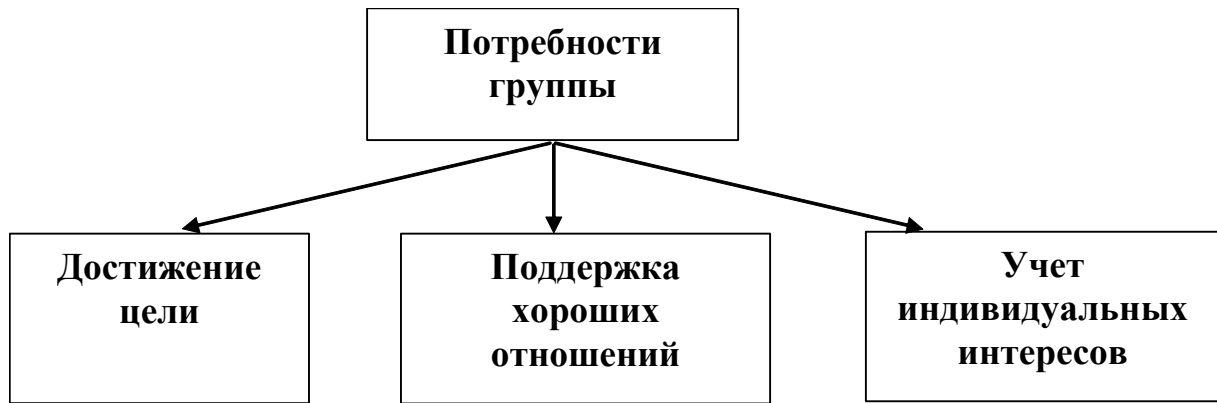 Потребности
группы
Достижение
цели
Поддержка
хороших
отношений
Учет
индивидуальных
интересов